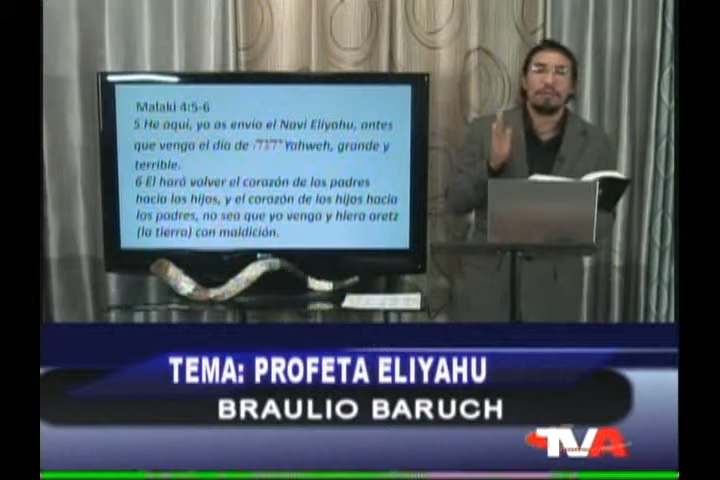 Malaki 4:5-6
5 He aquí, yo os envío el Navi Eliyahu, antes
que venga el día de יהוה Yahweh, grande y
terrible.
6 El hará volver el corazón de los padres
hacia los hijos, y el corazón de los hijos hacia
los padres, no sea que yo venga y hiera aretz
(la tierra) con maldición.
TEMA: PROFETA ELIYAHU
BRAULIO BARUCH
TVA